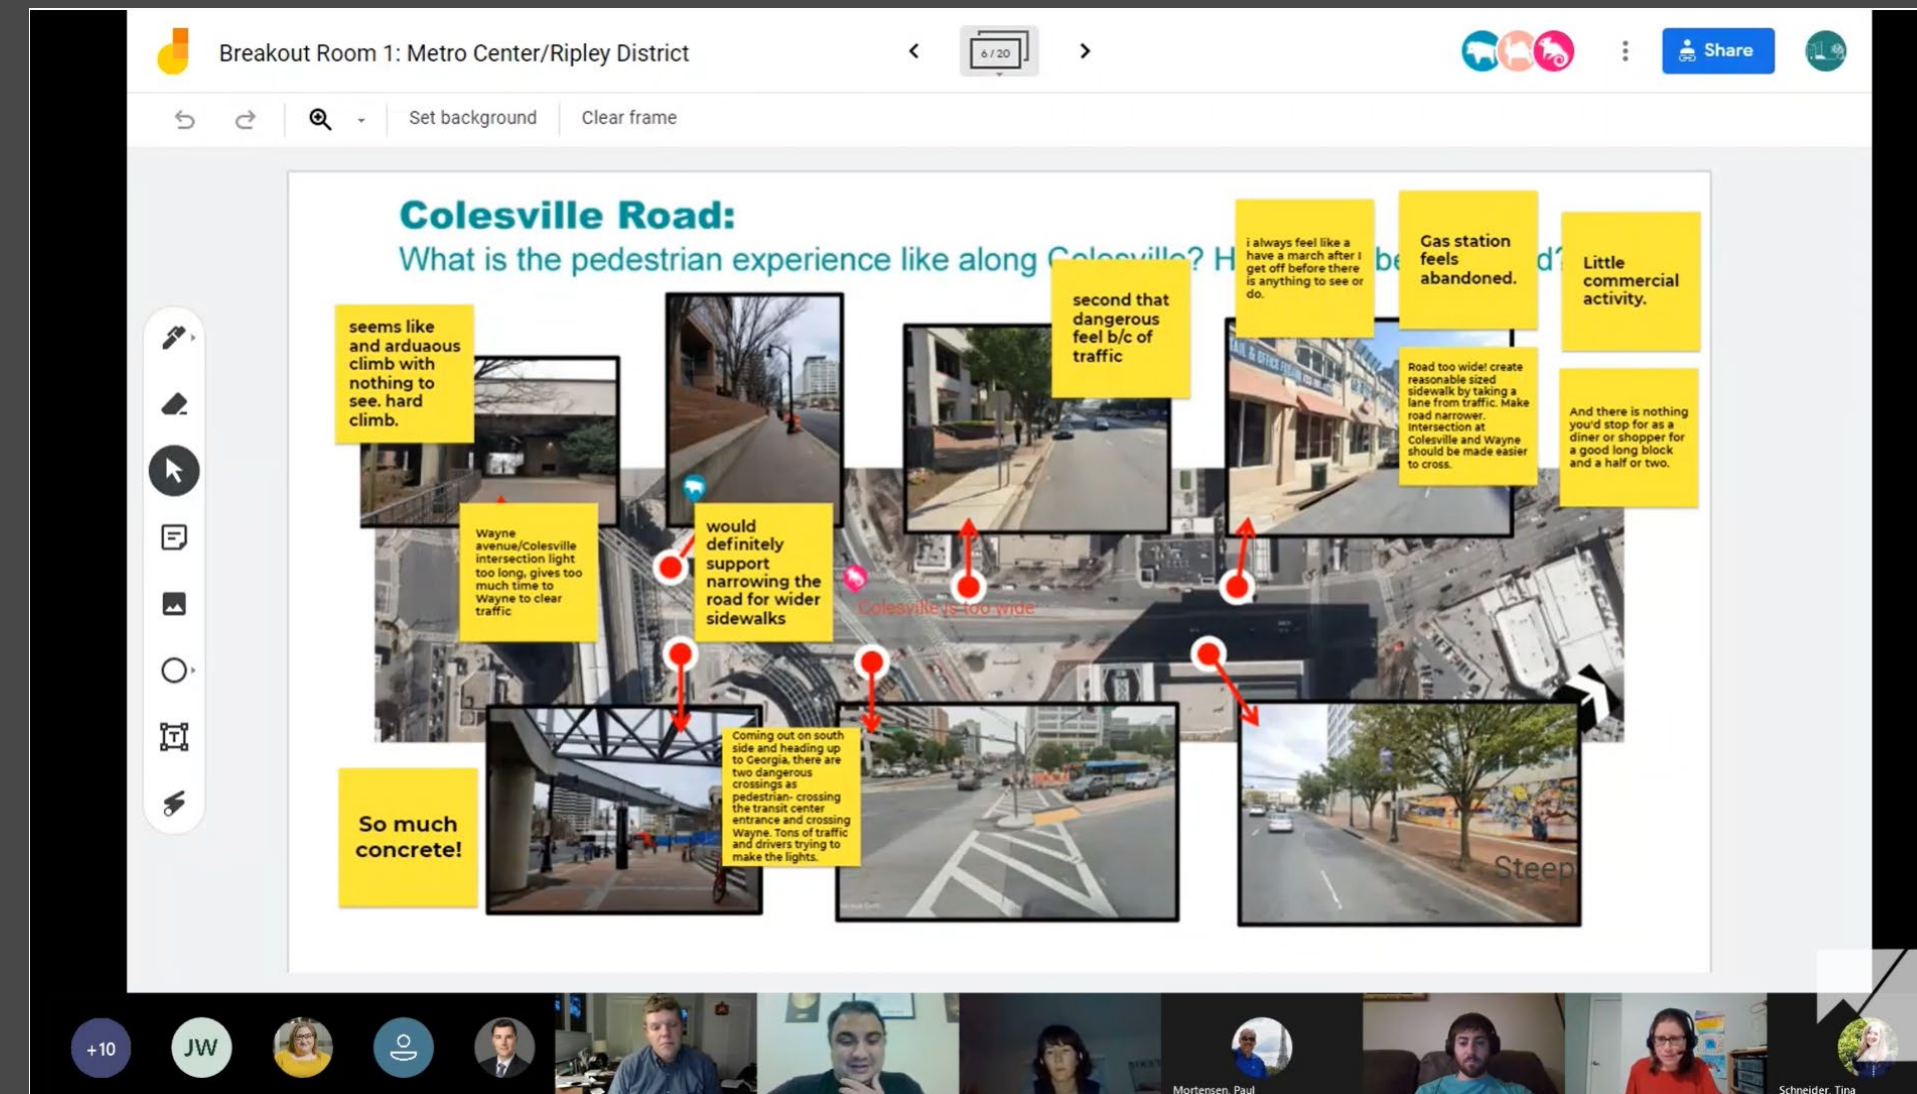 Breakout Room 1: Metro Center/Ripley District
6 / 20
Share
Set background
Clear frame
Colesville Road:
What is the pedestrian experience like along Colesville? H
be
d?
i always feel like a
have a march after I
get off before there
is anything to see or
do.
Gas station
feels
abandoned.
Little
commercial
activity.
seems like
and arduaous
climb with
nothing to
see. hard
climb.
second that
dangerous
feel b/c of
traffic
Road too wide! create
reasonable sized
sidewalk by taking a
lane from traffic. Make
road narrower.
Intersection at
Colesville and Wayne
should be made easier
to cross.
And there is nothing
you'd stop for as a
diner or shopper for
a good long block
and a half or two.
Wayne
avenue/Colesville
intersection light
too long, gives too
much time to
Wayne to clear
traffic
would
definitely
support
narrowing the
road for wider
sidewalks
Colesville is too wide
So much
concrete!
Coming out on south
side and heading up
to Georgia, there are
two dangerous
crossings as
pedestrian- crossing
the transit center
entrance and crossing
Wayne. Tons of traffic
and drivers trying to
make the lights.
Steep
+10
JW
Mortensen, Paul
Schneider, Tina